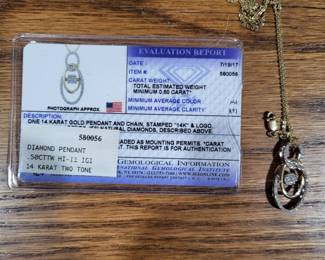 EVALUATION REPORT
DATE 7/19/17
ITEM # 580056
CARAT WEIGHT:
TOTAL ESTIMATED WEIGHT
MINIMUM 0.50 CARAT*
MINIMUM AVERAGE COLOR
MINIMUM AVERAGE CLARITY
PHOTOGRAPH APPROX.
DESCRIPTION:
ONE 14 KARAT GOLD PENDANT AND CHAIN, STAMPED "14K" & LOGO,
NATURAL DIAMONDS, DESCRIBED ABOVE.
580056
DIAMOND PENDANT
.50CTTW HI-I1 IGI
14 KARAT TWO TONE
AS MOUNTING PERMITS. *CARAT
THIS REPORT IS FOR AUTHENTICATION
GEMOLOGICAL INFORMATION
GEMOLOGICAL INSTITUTE